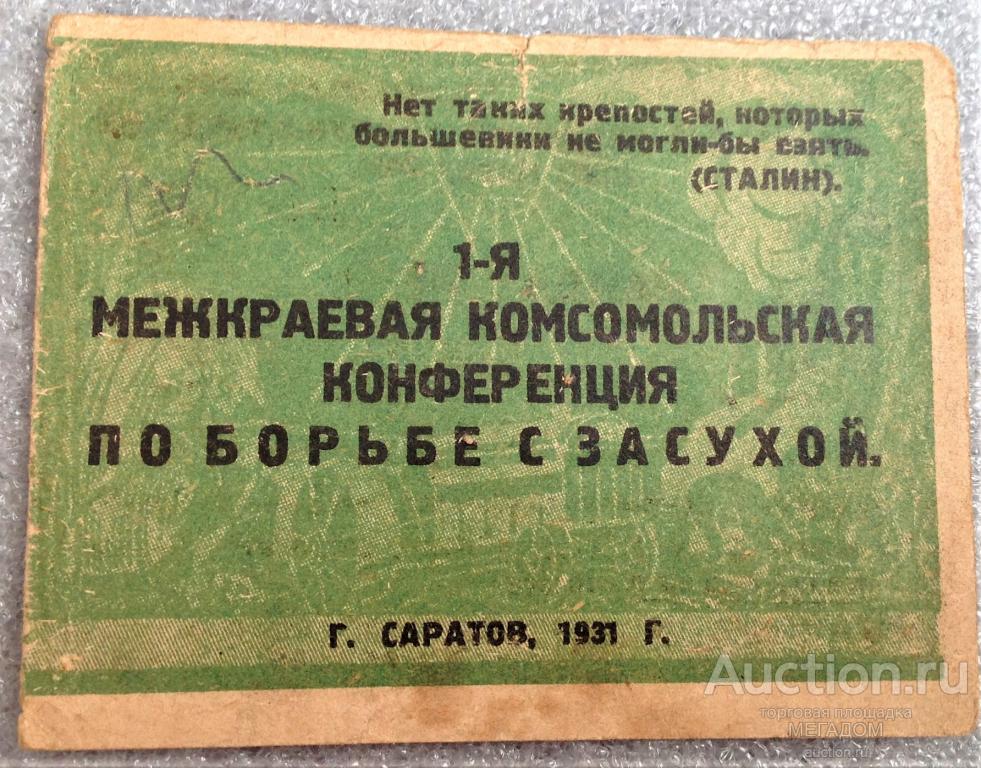 Нет таких крепостей, которых
большевики не могли-бы взять.
(СТАЛИН).
1-Я
МЕЖКРАЕВАЯ КОМСОМОЛЬСКАЯ
КОНФЕРЕНЦИЯ
ПО БОРЬБЕ С ЗАСУХОЙ.
Г. САРАТОВ, 1931 Г.
Auction.ru
торговая площадка
МЕГАДОМ
auction.ru